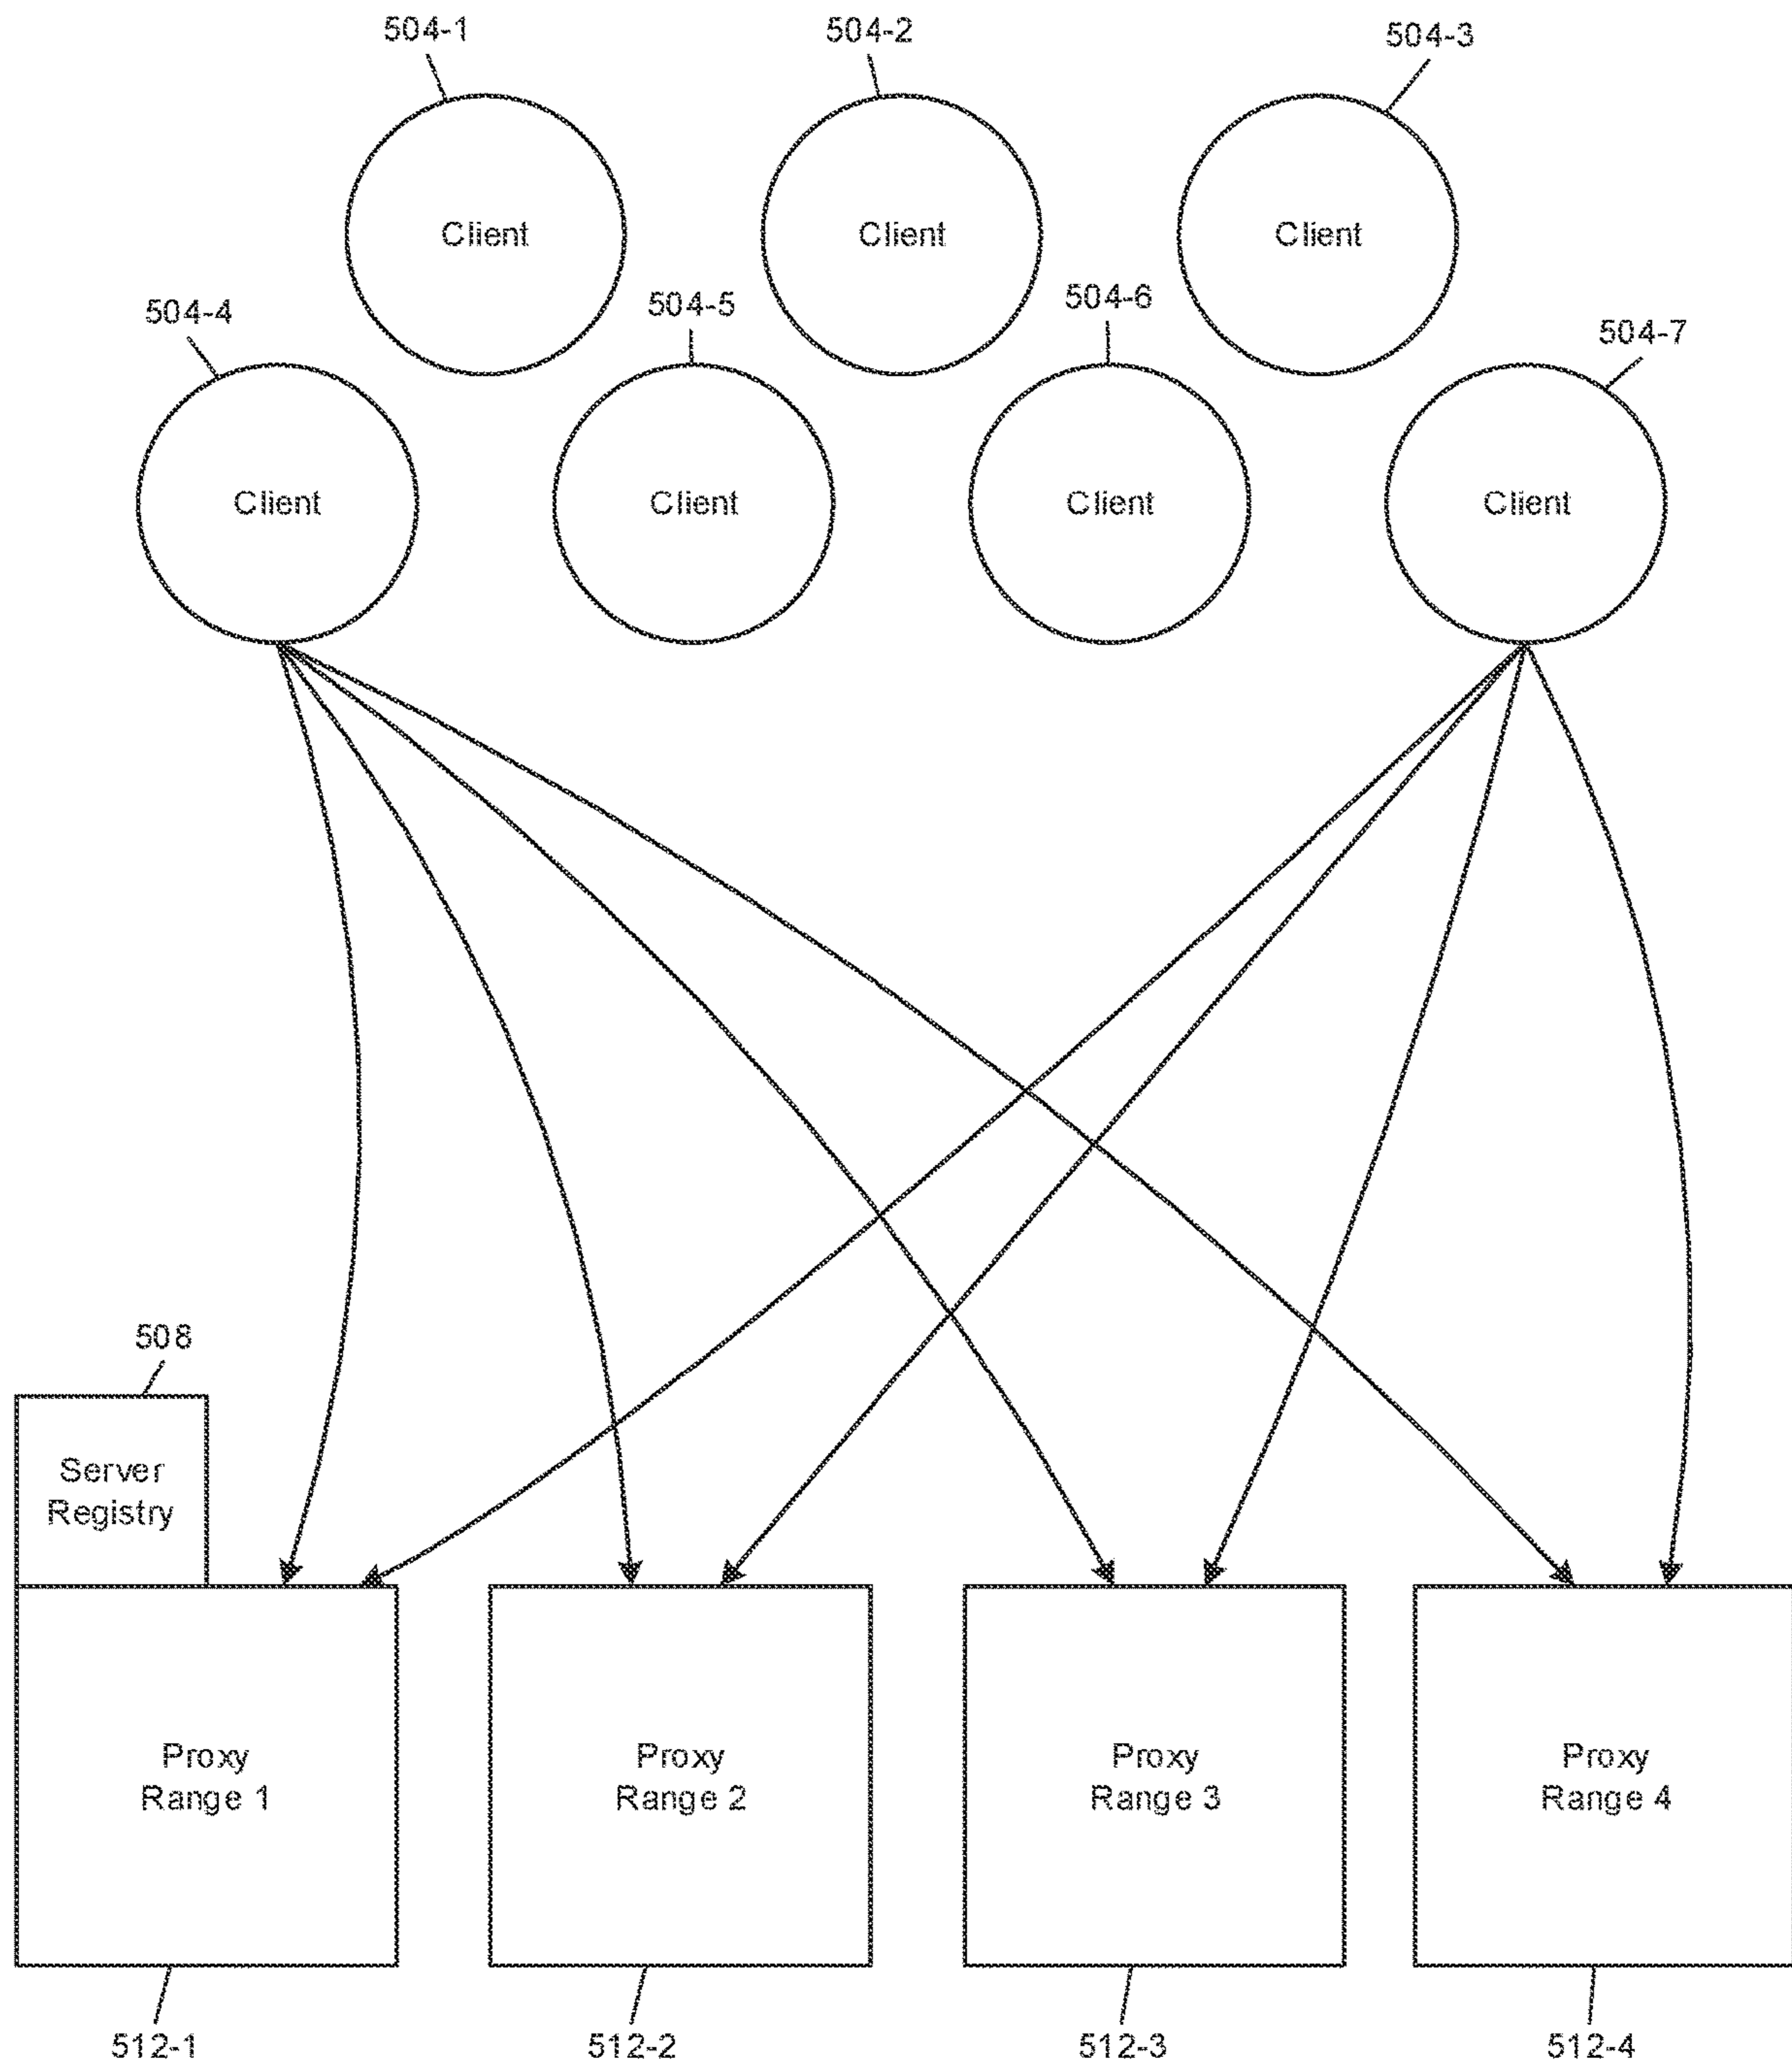 504-1
504-2
504-3
Client
Client
Client
504-4
504-5
504-6
504-7
Client
Client
Client
Client
508
Server
Registry
Proxy
Range 1
Proxy
Range 2
Proxy
Range 3
Proxy
Range 4
512-1
512-2
512-3
512-4